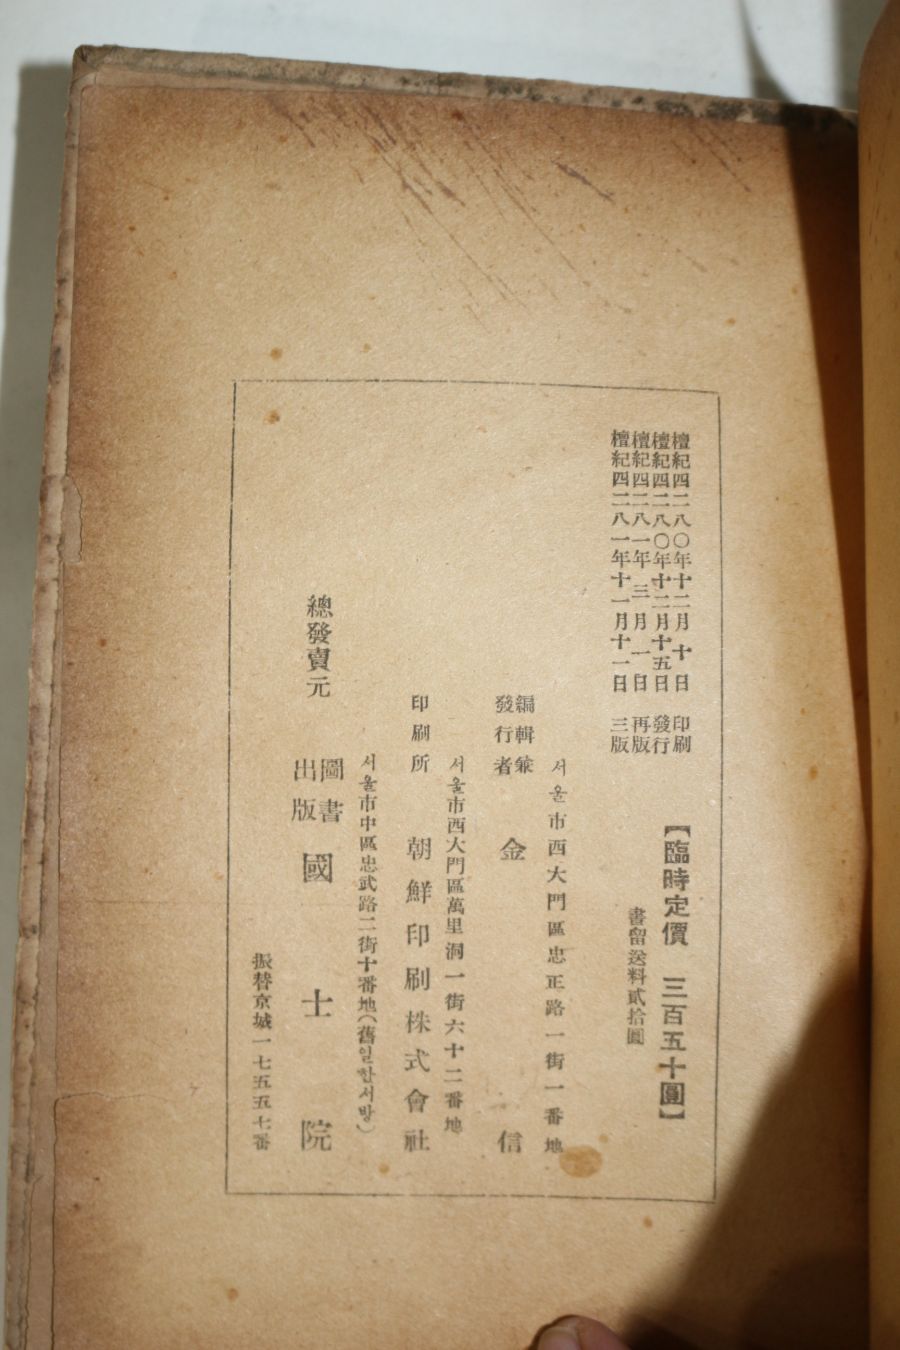 檀紀四二八〇年十二月十日 印刷
檀紀四二八〇年十二月十五日 發行
檀紀四二八一年三月一日 再版
檀紀四二八一年十一月十一日 三版
【臨時定價 三百五十圓】
書留送料貳拾圓
서울市西大門區忠正路一街一番地
編輯兼
發行者 金信
서울市西大門區萬里洞一街六十二番地
印刷所 朝鮮印刷株式會社
서울市中區忠武路二街十番地(舊일한서방)
總發賣元 圖書出版 國士院
振替京城一七五五七番